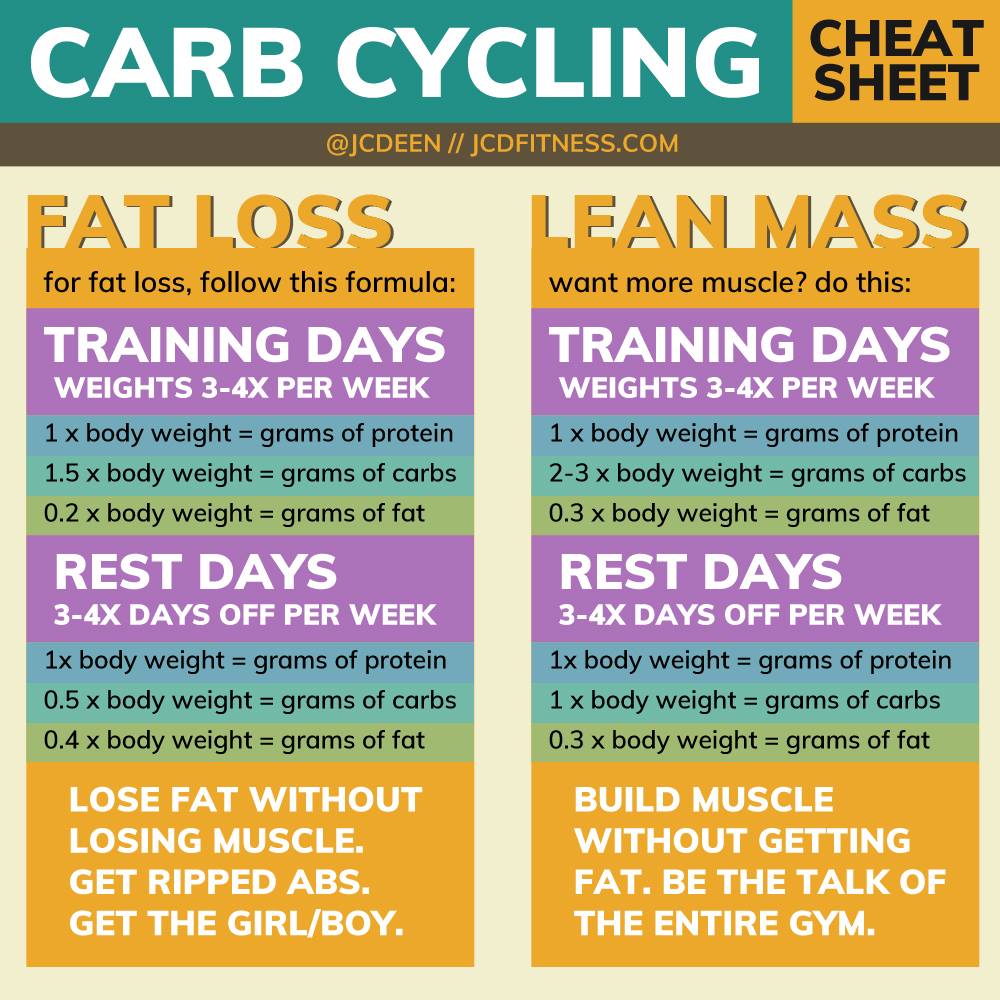 CARB CYCLING
CHEAT
SHEET
@JCDEEN // JCDFITNESS.COM
FAT LOSS
for fat loss, follow this formula:
TRAINING DAYS
WEIGHTS 3-4X PER WEEK
1 x body weight = grams of protein
1.5 x body weight = grams of carbs
0.2 x body weight = grams of fat
REST DAYS
3-4X DAYS OFF PER WEEK
1x body weight = grams of protein
0.5 x body weight = grams of carbs
0.4 x body weight = grams of fat
LOSE FAT WITHOUT
LOSING MUSCLE.
GET RIPPED ABS.
GET THE GIRL/BOY.
LEAN MASS
want more muscle? do this:
TRAINING DAYS
WEIGHTS 3-4X PER WEEK
1 x body weight = grams of protein
2-3 x body weight = grams of carbs
0.3 x body weight = grams of fat
REST DAYS
3-4X DAYS OFF PER WEEK
1x body weight = grams of protein
1 x body weight = grams of carbs
0.3 x body weight = grams of fat
BUILD MUSCLE
WITHOUT GETTING
FAT. BE THE TALK OF
THE ENTIRE GYM.